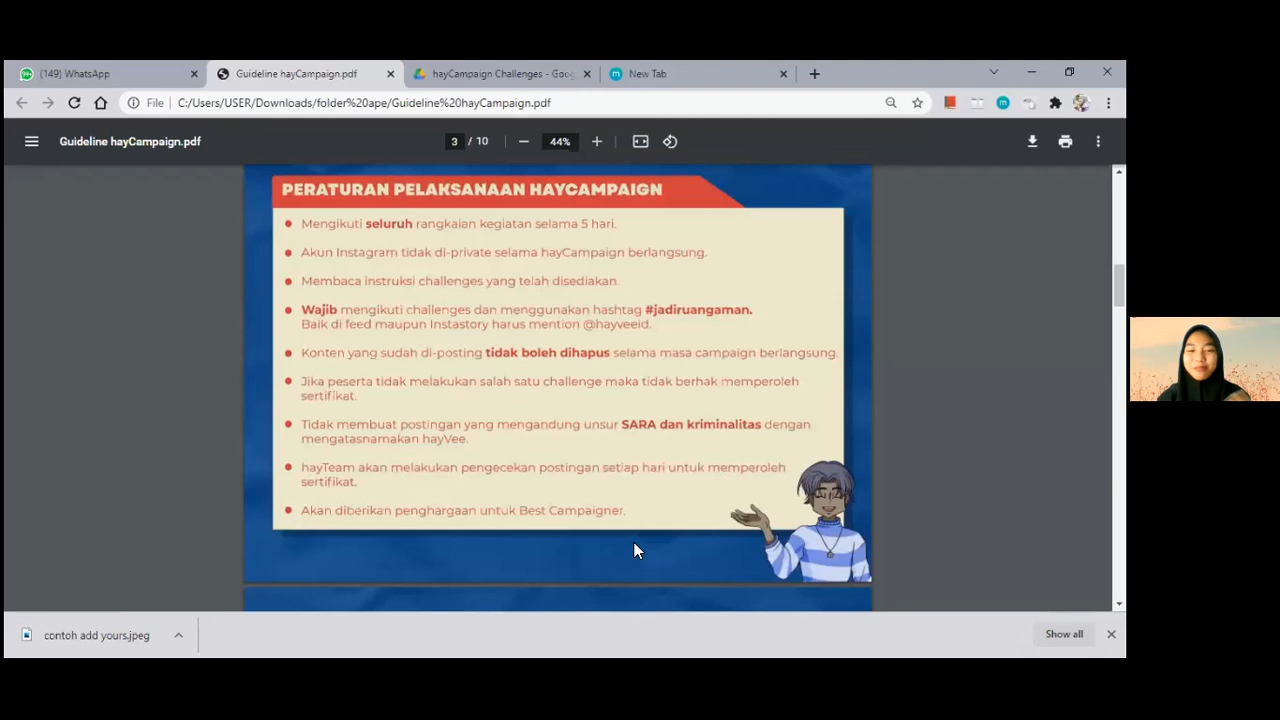 (149) WhatsApp
Guideline hayCampaign.pdf
hayCampaign Challenges - Goog
New Tab
File
C:/Users/USER/Downloads/folder%20ape/Guideline%20hayCampaign.pdf
Guideline hayCampaign.pdf
3 / 10
44%
PERATURAN PELAKSANAAN HAYCAMPAIGN
Mengikuti seluruh rangkaian kegiatan selama 5 hari.
Akun Instagram tidak di-private selama hayCampaign berlangsung.
Membaca instruksi challenges yang telah disediakan.
Wajib mengikuti challenges dan menggunakan hashtag #jadiruangaman.
Baik di feed maupun Instastory harus mention @hayveeid.
Konten yang sudah di-posting tidak boleh dihapus selama masa campaign berlangsung.
Jika peserta tidak melakukan salah satu challenge maka tidak berhak memperoleh
sertifikat.
Tidak membuat postingan yang mengandung unsur SARA dan kriminalitas dengan
mengatasnamakan hayVee.
hayTeam akan melakukan pengecekan postingan setiap hari untuk memperoleh
sertifikat.
Akan diberikan penghargaan untuk Best Campaigner.
contoh add yours.jpeg
Show all